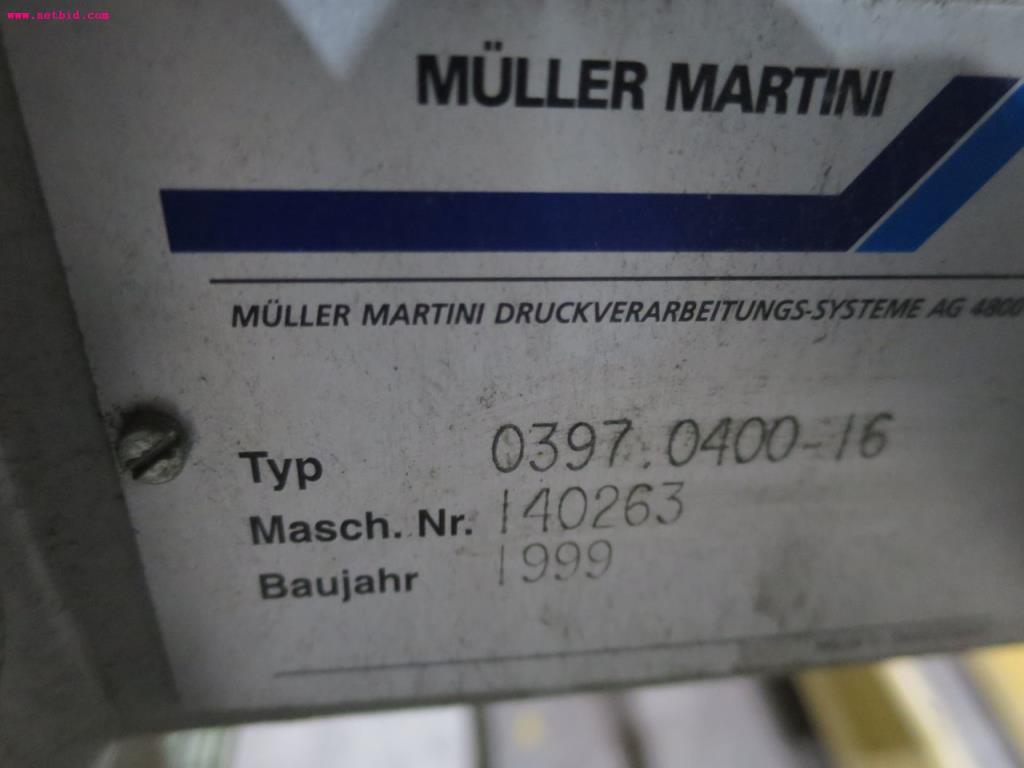 www.netbid.com
MÜLLER MARTINI
MÜLLER MARTINI DRUCKVERARBEITUNGS-SYSTEME AG 4800
Typ 0397.0400-16
Masch. Nr. 140263
Baujahr 1999